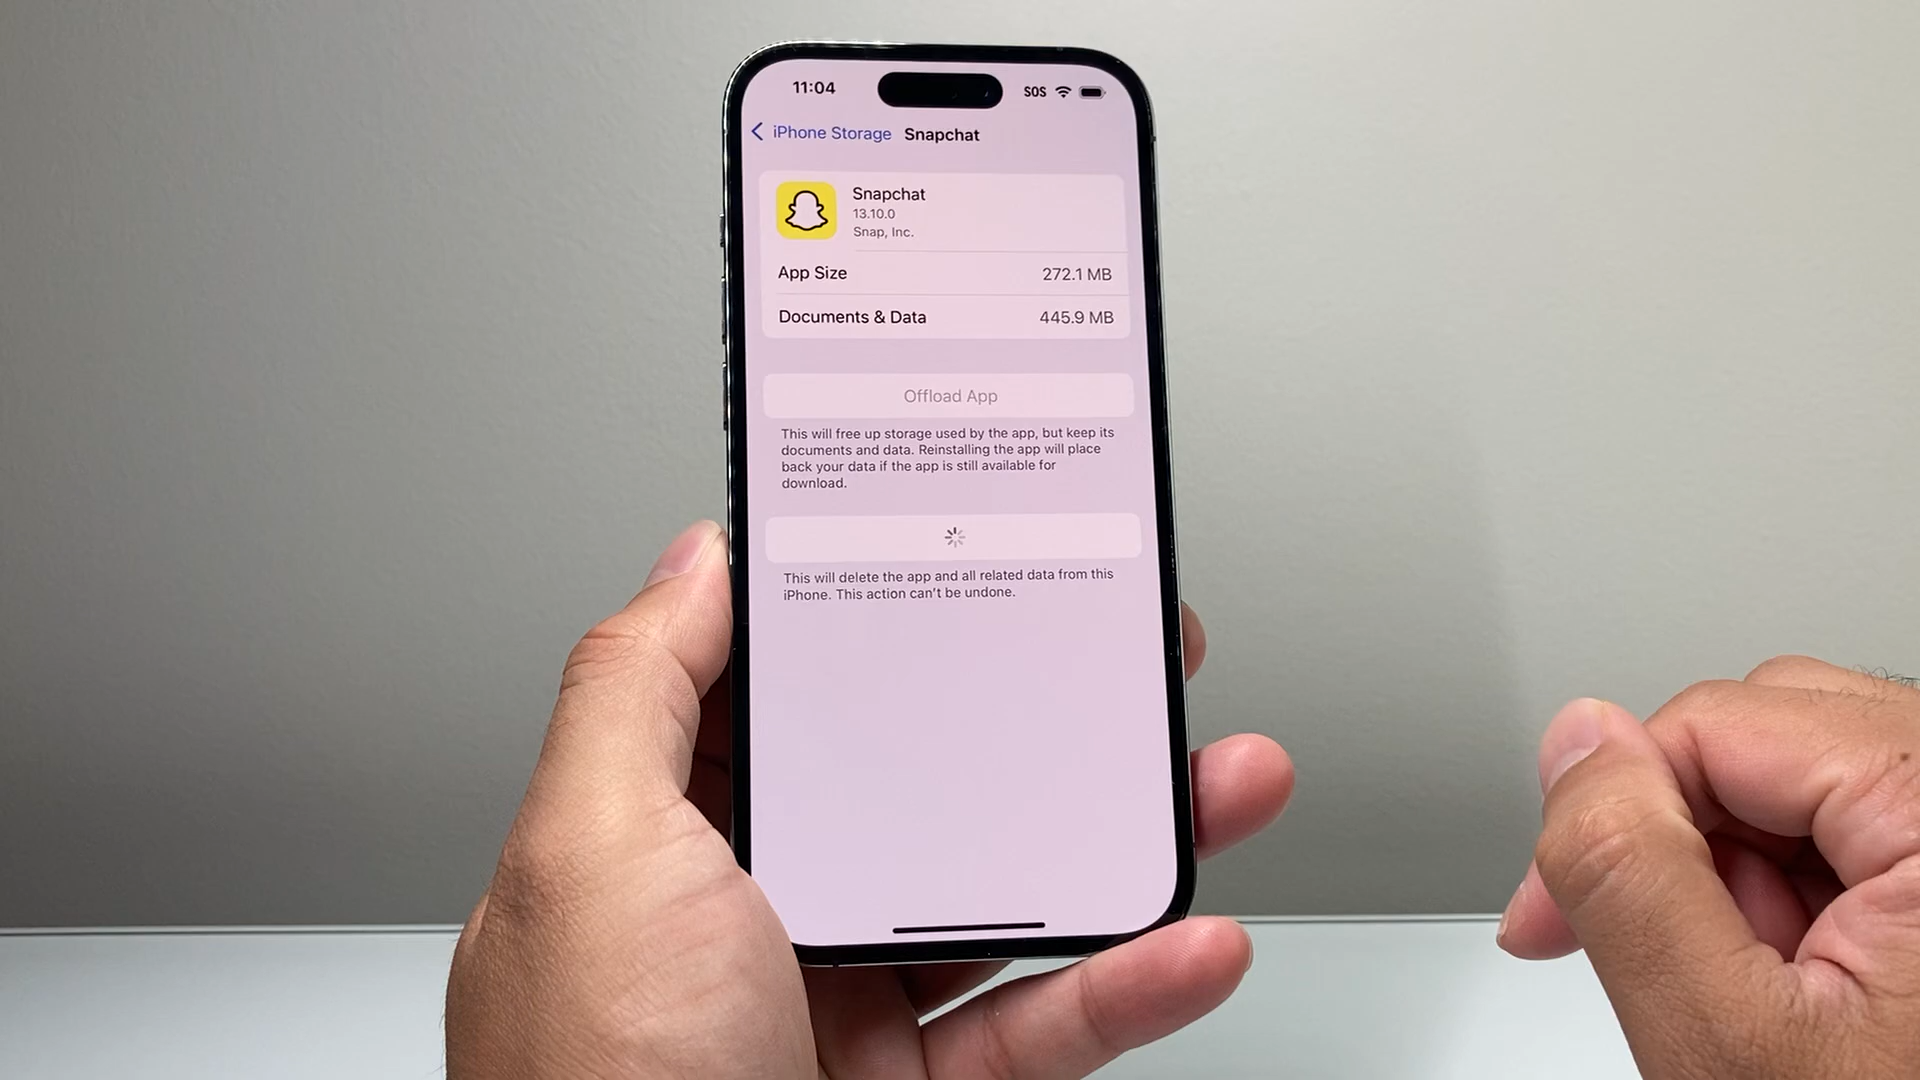 11:04
SOS
iPhone Storage Snapchat
Snapchat
13.10.0
Snap, Inc.
App Size 272.1 MB
Documents & Data 445.9 MB
Offload App
This will free up storage used by the app, but keep its
documents and data. Reinstalling the app will place
back your data if the app is still available for
download.
This will delete the app and all related data from this
iPhone. This action can’t be undone.